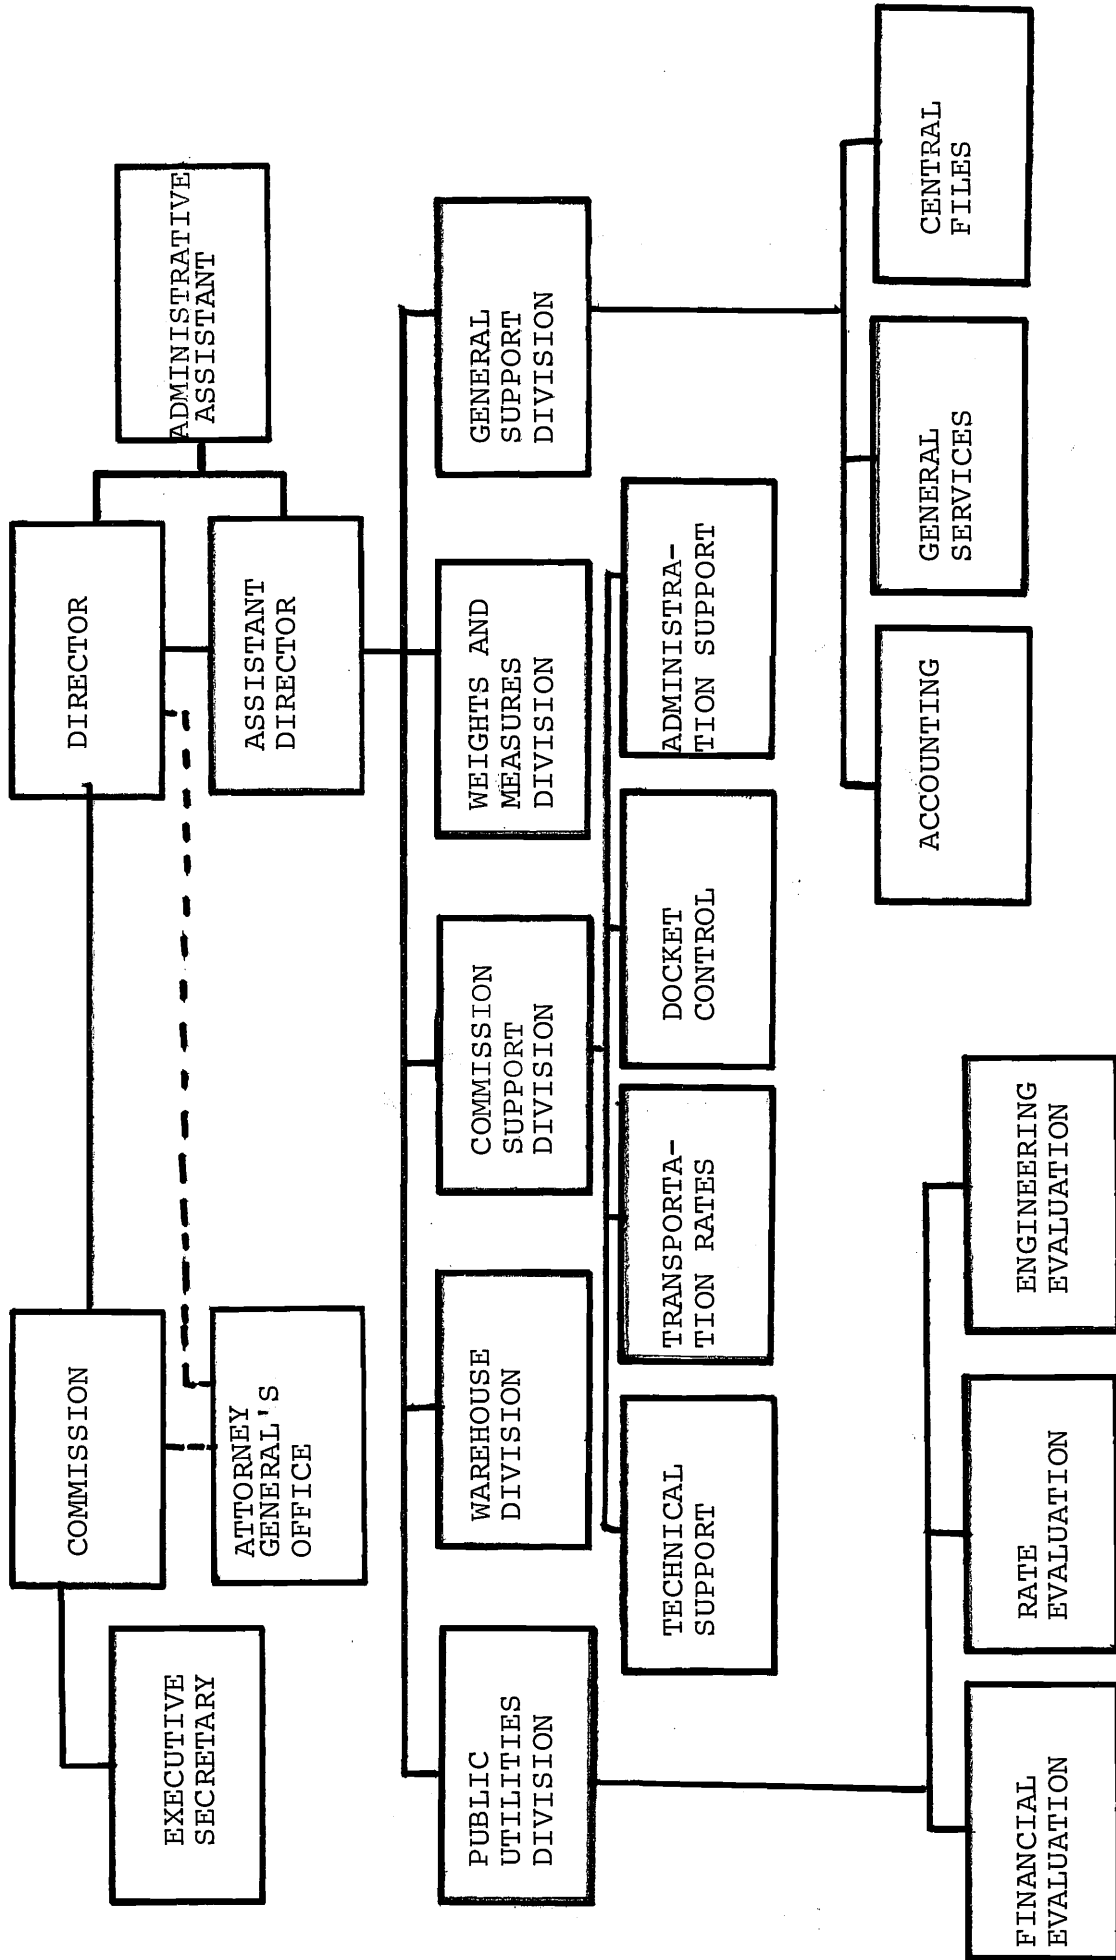 COMMISSION
DIRECTOR
EXECUTIVE
SECRETARY
ADMINISTRATIVE
ASSISTANT
ATTORNEY
GENERAL'S
OFFICE
ASSISTANT
DIRECTOR
PUBLIC
UTILITIES
DIVISION
WAREHOUSE
DIVISION
COMMISSION
SUPPORT
DIVISION
WEIGHTS AND
MEASURES
DIVISION
GENERAL
SUPPORT
DIVISION
TECHNICAL
SUPPORT
TRANSPORTA-
TION RATES
DOCKET
CONTROL
ADMINISTRA-
TION SUPPORT
ACCOUNTING
GENERAL
SERVICES
CENTRAL
FILES
FINANCIAL
EVALUATION
RATE
EVALUATION
ENGINEERING
EVALUATION